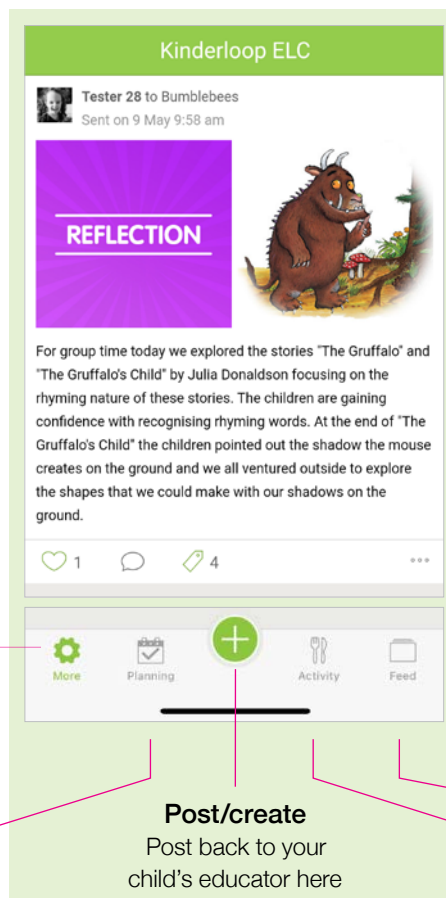 Kinderloop ELC
Tester 28 to Bumblebees
Sent on 9 May 9:58 am
REFLECTION
For group time today we explored the stories "The Gruffalo" and
"The Gruffalo's Child" by Julia Donaldson focusing on the
rhyming nature of these stories. The children are gaining
confidence with recognising rhyming words. At the end of "The
Gruffalo's Child" the children pointed out the shadow the mouse
creates on the ground and we all ventured outside to explore
the shapes that we could make with our shadows on the
ground.
1 4
More Planning Activity Feed
Post/create
Post back to your
child's educator here